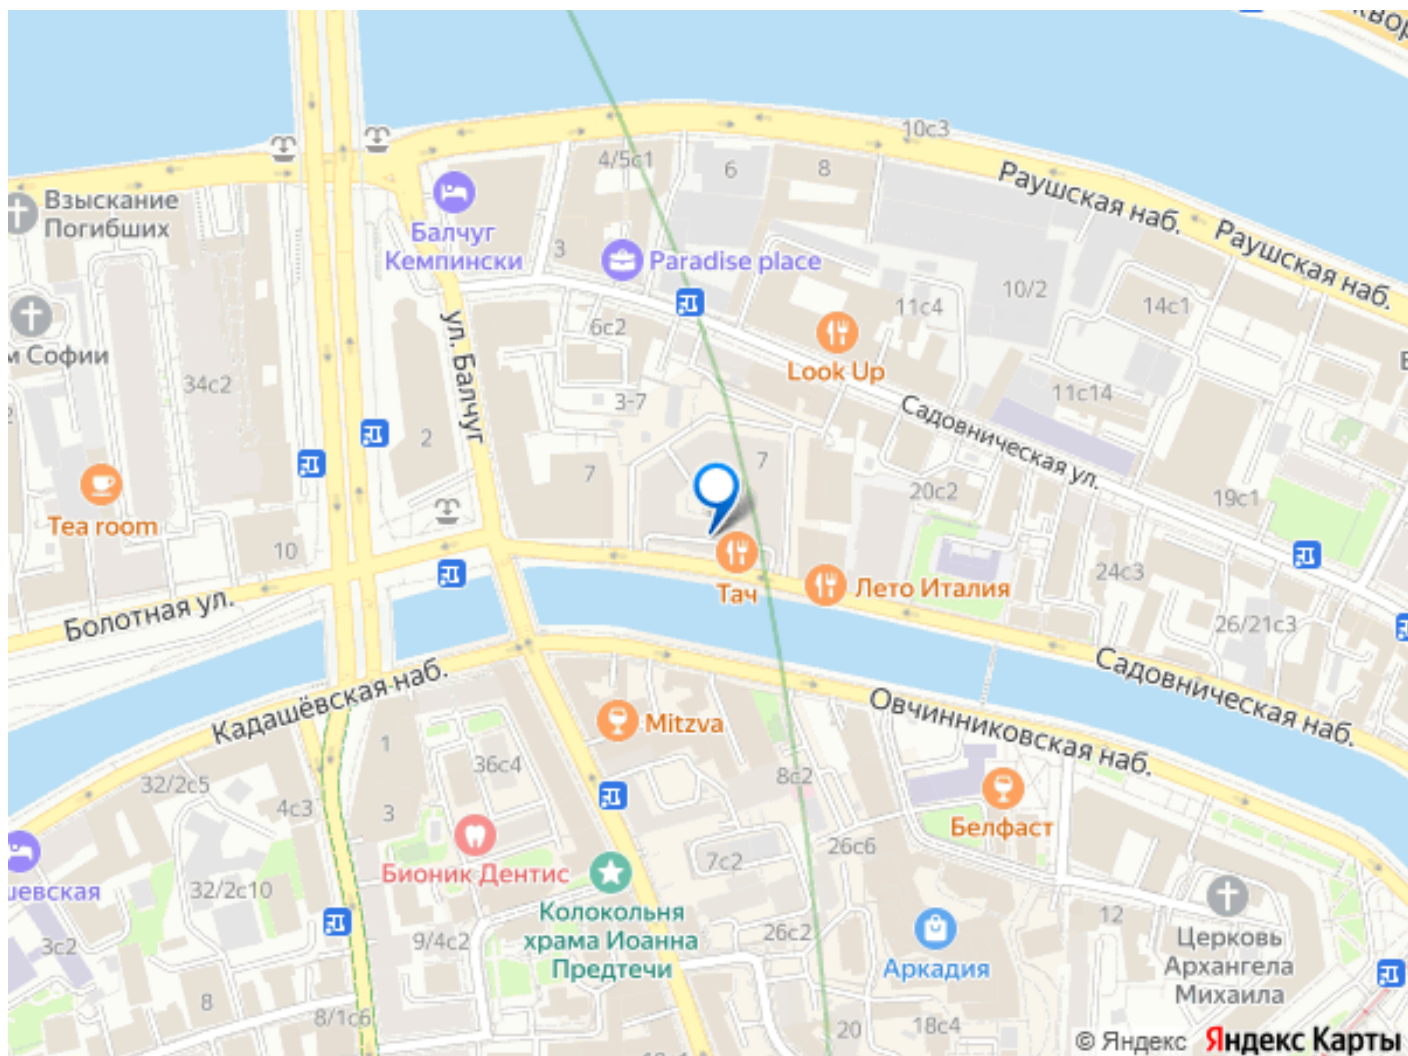 10с3
4/5с1
6
8
Раушская наб.
Раушская наб.
Взыскание
Погибших
Балчуг
Кемпински
3
Paradise place
11с4
10/2
14с1
6с2
ул. Балчуг
Look Up
м Софии
34с2
3-7
11с14
Садовническая ул.
2
7
7
20с2
19с1
Tea room
10
Тач
Лето Италия
24с3
26/21с3
Болотная ул.
Садовническая наб.
Кадашёвская наб.
Овчинниковская наб.
Mitzva
1
36с4
8с2
32/2с5
4с3
3
Белфаст
26с6
7с2
Бионик Дентис
шевская
32/2с10
Колокольня
храма Иоанна
Предтечи
9/4с2
26с2
12
3с2
Аркадия
Церковь
Архангела
Михаила
8
8/1с6
20
18с4
© Яндекс Яндекс Карты